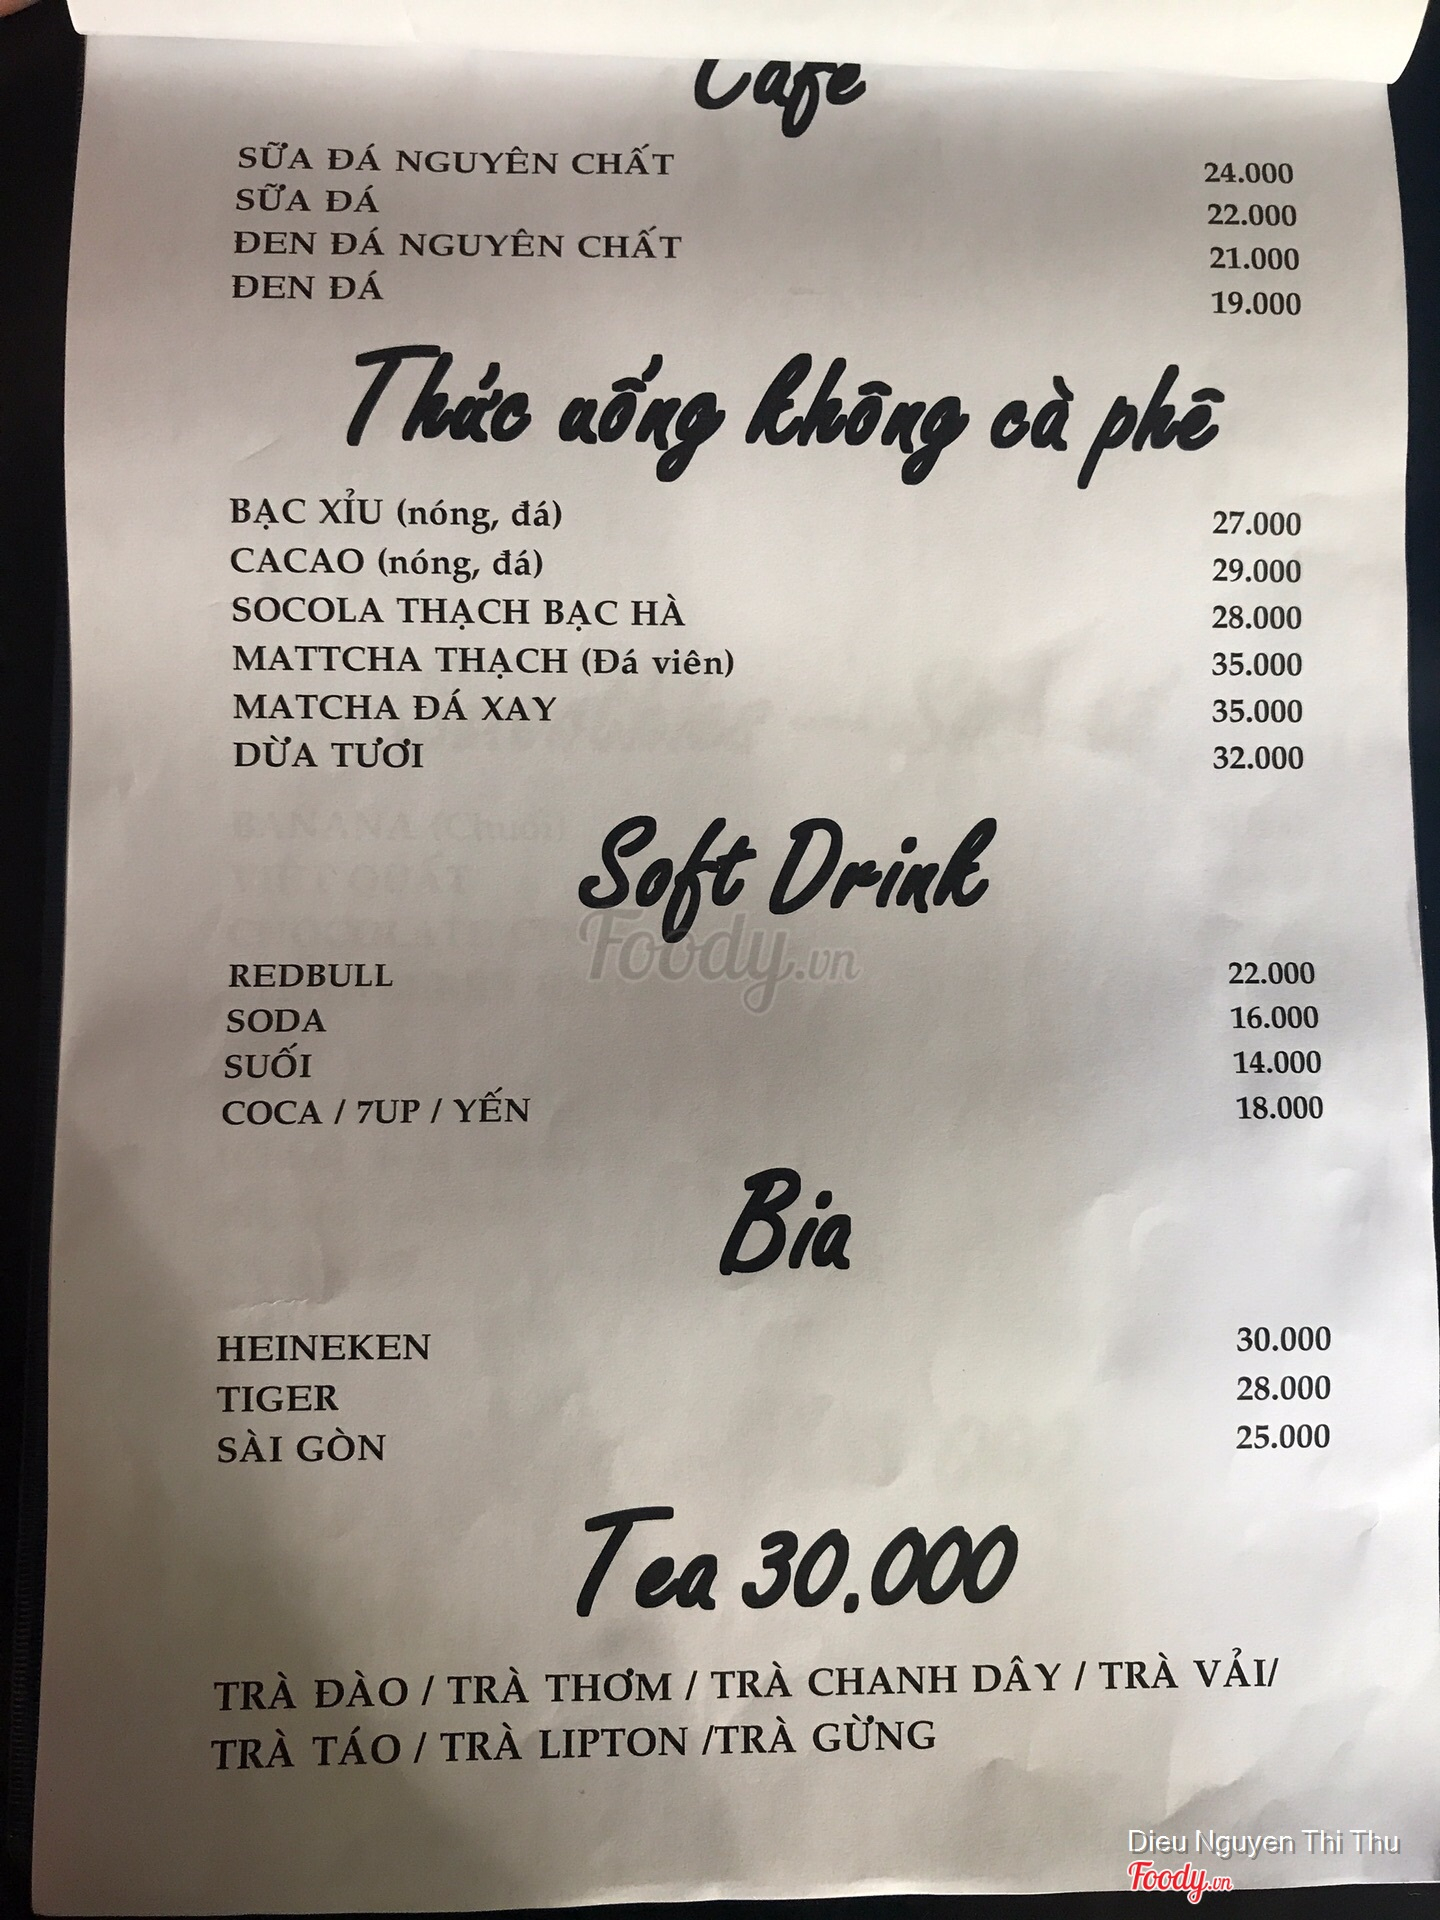 Cafe
SỮA ĐÁ NGUYÊN CHẤT 24.000
SỮA ĐÁ 22.000
ĐEN ĐÁ NGUYÊN CHẤT 21.000
ĐEN ĐÁ 19.000
Thức uống không cà phê
BẠC XỈU (nóng, đá) 27.000
CACAO (nóng, đá) 29.000
SOCOLA THẠCH BẠC HÀ 28.000
MATTCHA THẠCH (Đá viên) 35.000
MATCHA ĐÁ XAY 35.000
DỪA TƯƠI 32.000
BANANA (Chuối)
Soft Drink
Foody.vn
REDBULL 22.000
SODA 16.000
SUỐI 14.000
COCA / 7UP / YẾN 18.000
Bia
HEINEKEN 30.000
TIGER 28.000
SÀI GÒN 25.000
Tea 30.000
TRÀ ĐÀO / TRÀ THƠM / TRÀ CHANH DÂY / TRÀ VẢI/
TRÀ TÁO / TRÀ LIPTON /TRÀ GỪNG
Dieu Nguyen Thi Thu
Foody.vn